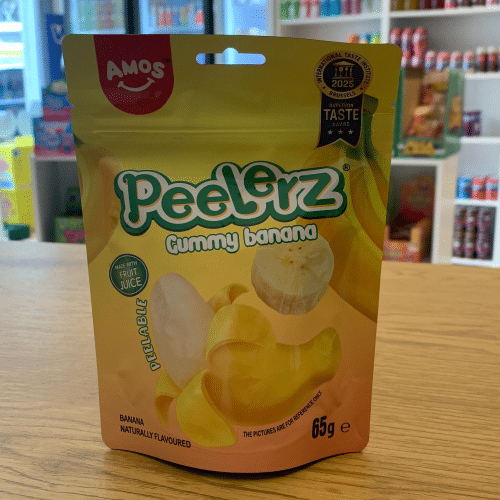 AMOS
INTERNATIONAL TASTE INSTITUTE
2025
BRUSSELS
SUPERIOR
TASTE
AWARD
Peelerz®
Gummy banana
MADE WITH
FRUIT
JUICE
PEELABLE
BANANA
NATURALLY FLAVOURED
THE PICTURES ARE FOR REFERENCE ONLY
65g e